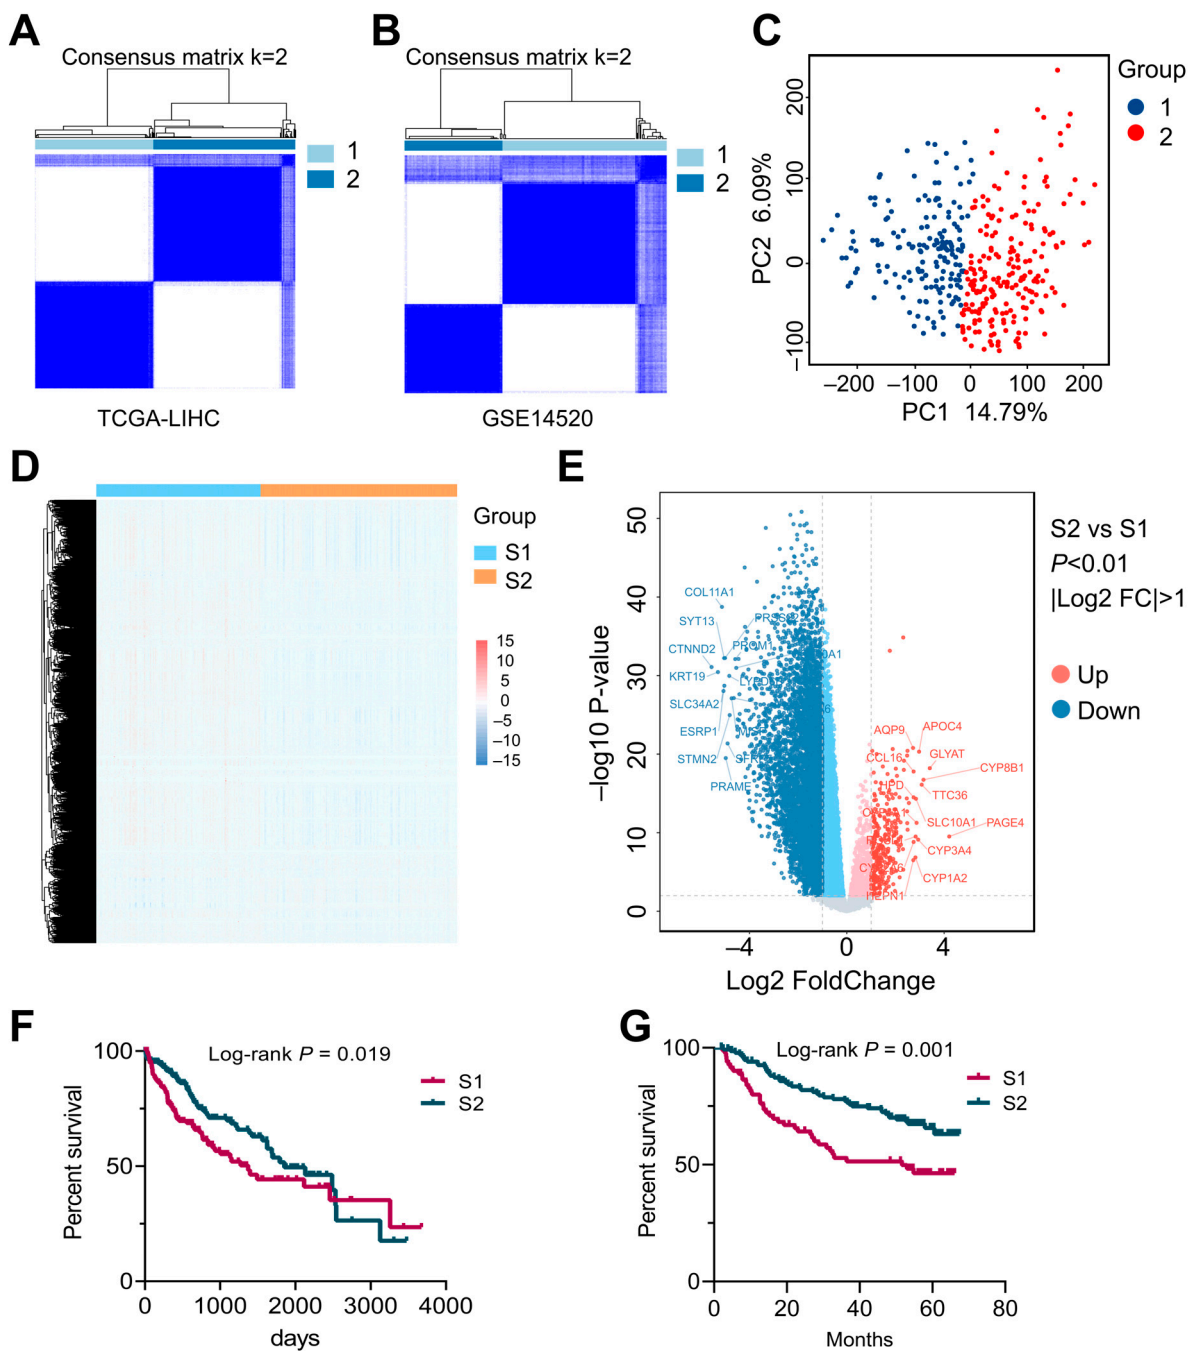 A
Consensus matrix k=2
1
2
TCGA-LIHC
B
Consensus matrix k=2
1
2
GSE14520
C
Group
1
2
200
100
0
−100
PC2 6.09%
−200 −100 0 100 200
PC1 14.79%
D
Group
S1
S2
15
10
5
0
−5
−10
−15
E
S2 vs S1
P<0.01
|Log2 FC|>1
Up
Down
50
40
30
20
10
0
−log10 P-value
COL11A1
SYT13
CTNND2
PROM1
KRT19
SLC34A2
ESRP1
STMN2
PRAME
AQP9
APOC4
CCL16
GLYAT
CYP8B1
HPD
TTC36
SLC10A1
PAGE4
CYP3A4
CYP1A2
HEPN1
−4 0 4
Log2 FoldChange
F
Log-rank P = 0.019
S1
S2
100
50
0
Percent survival
0 1000 2000 3000 4000
days
G
Log-rank P = 0.001
S1
S2
100
50
0
Percent survival
0 20 40 60 80
Months